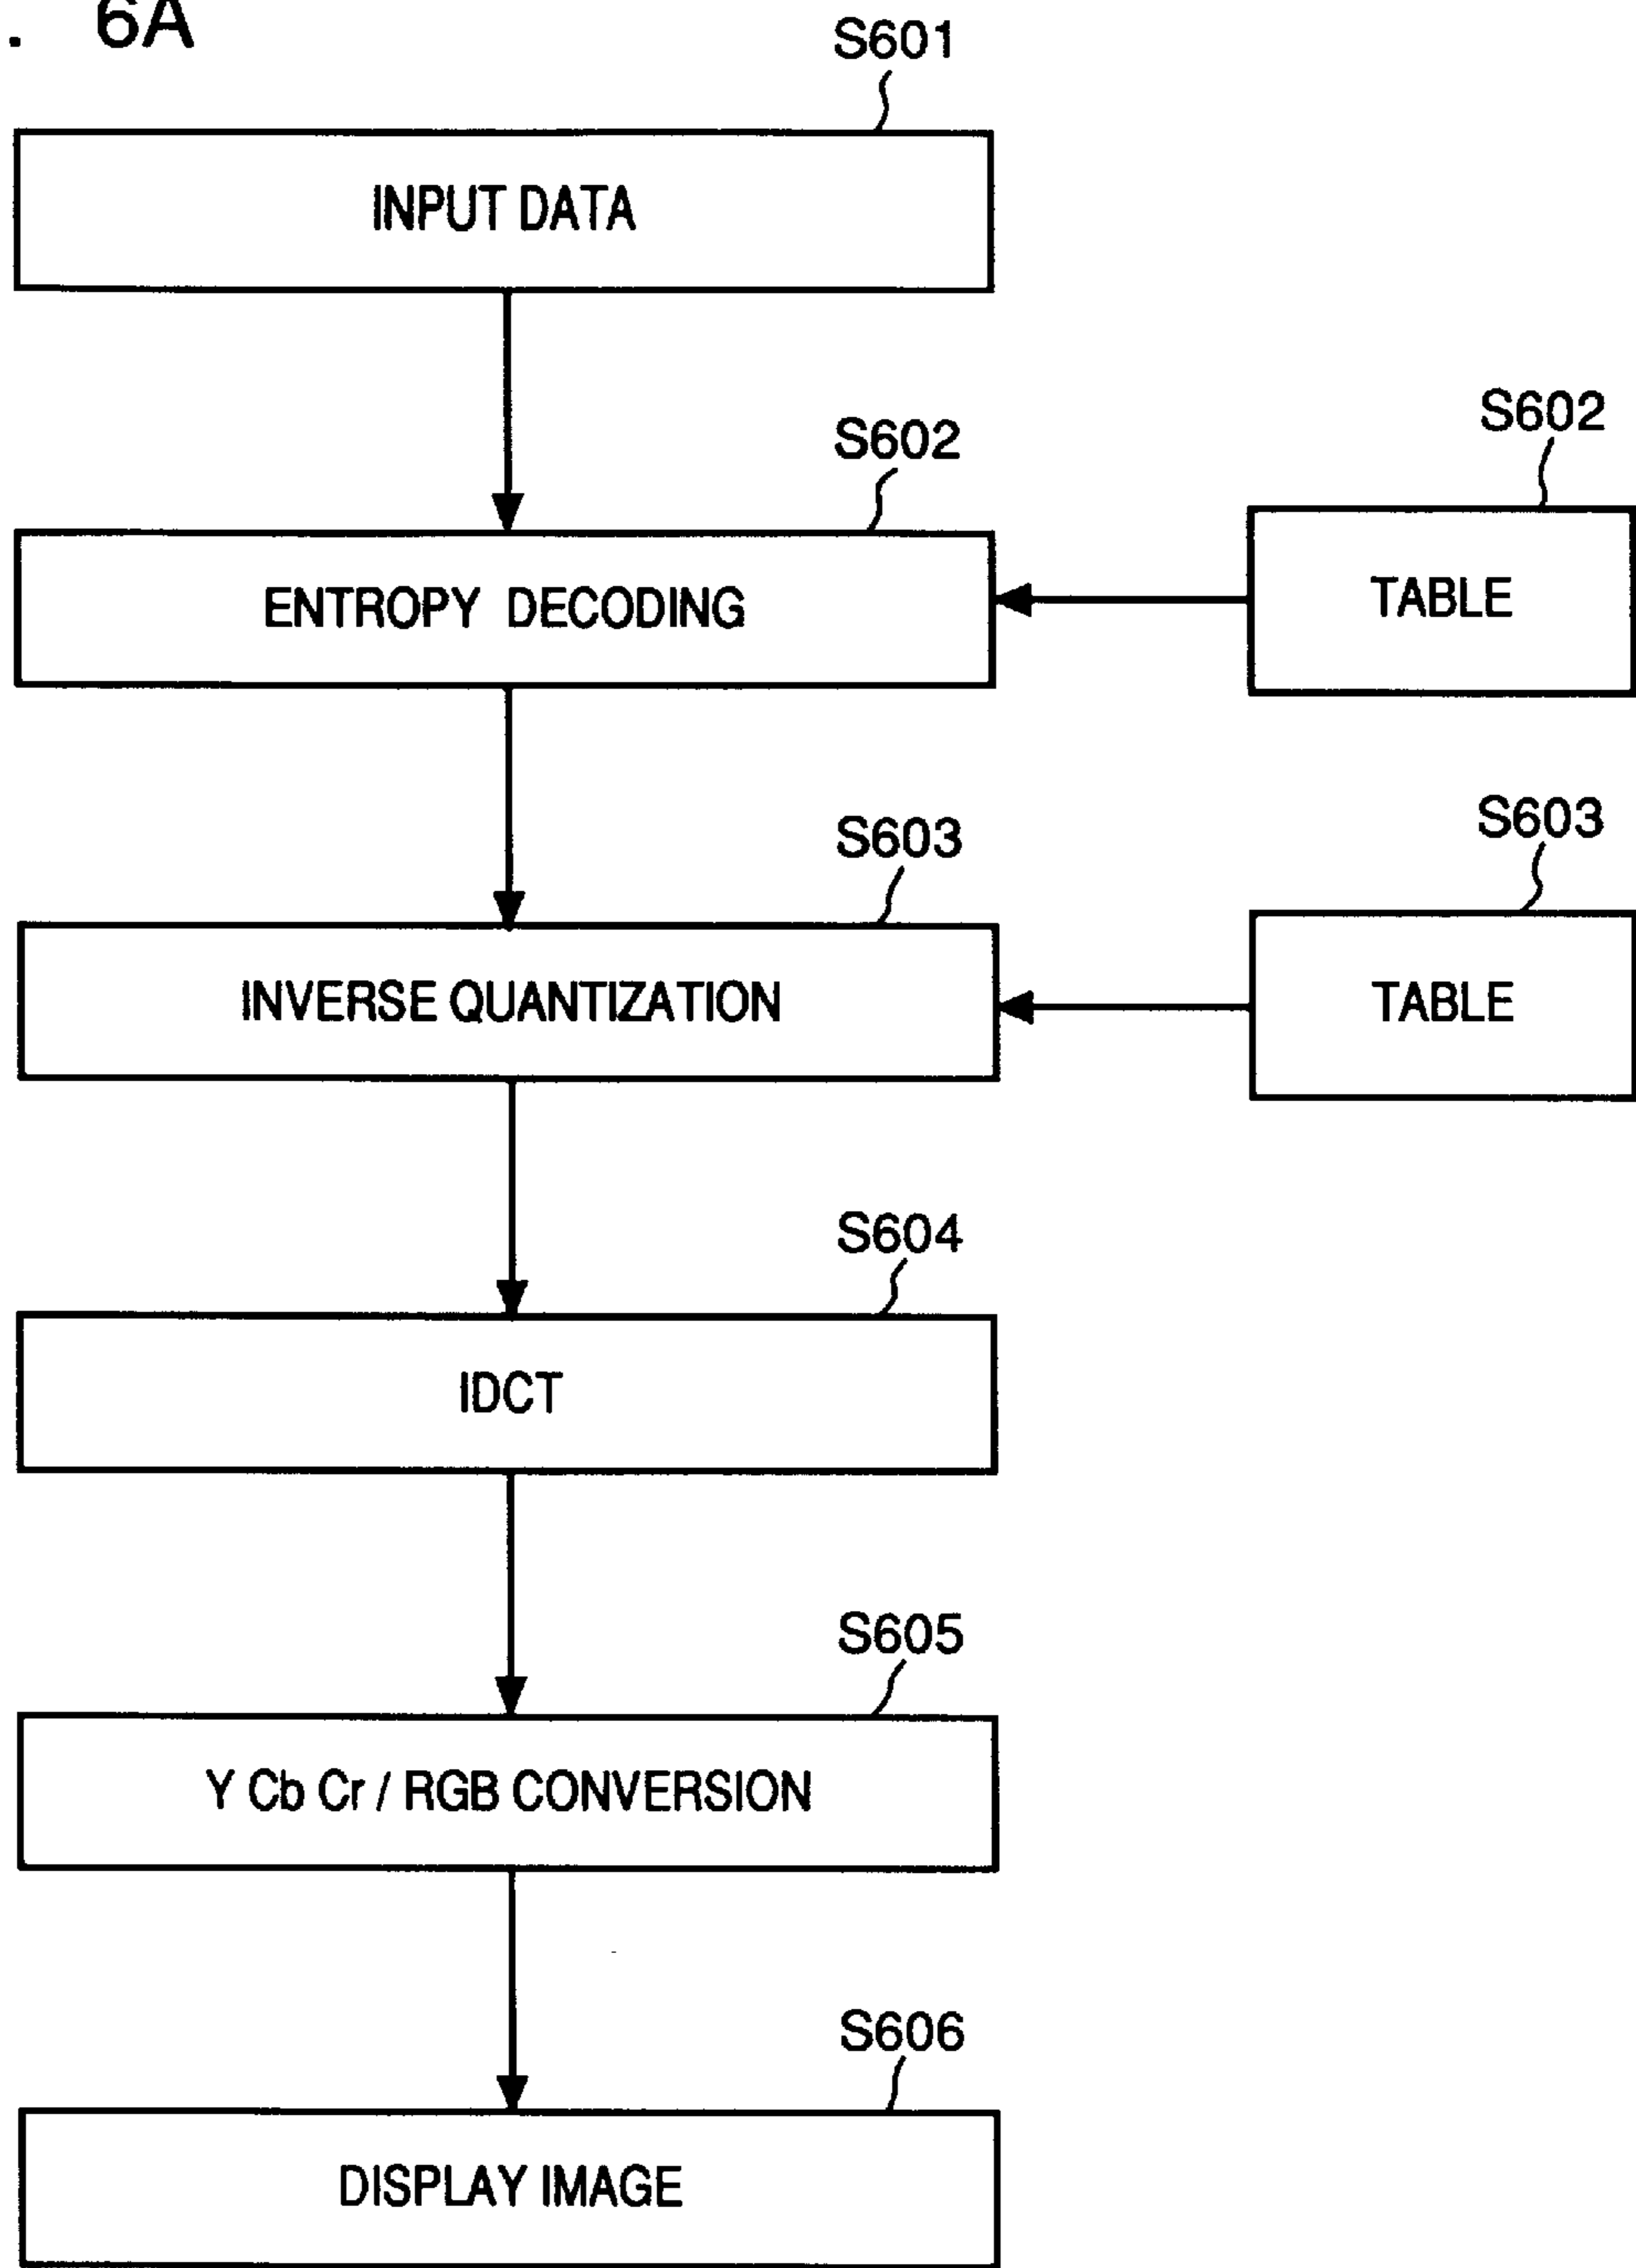 . 6A
S601
INPUT DATA
S602
S602
ENTROPY DECODING
TABLE
S603
S603
INVERSE QUANTIZATION
TABLE
S604
IDCT
S605
Y Cb Cr / RGB CONVERSION
S606
DISPLAY IMAGE